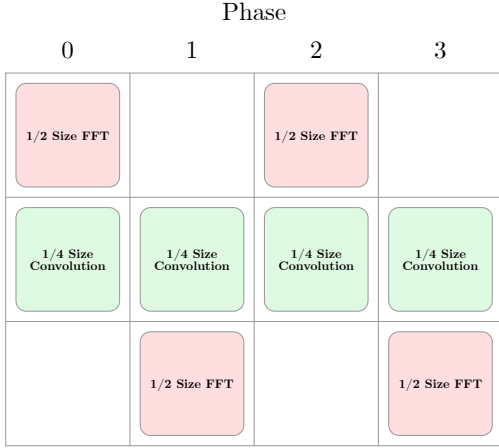 Phase
0 1 2 3
1/2 Size FFT 1/2 Size FFT
1/4 Size 1/4 Size 1/4 Size 1/4 Size
Convolution Convolution Convolution Convolution
1/2 Size FFT 1/2 Size FFT